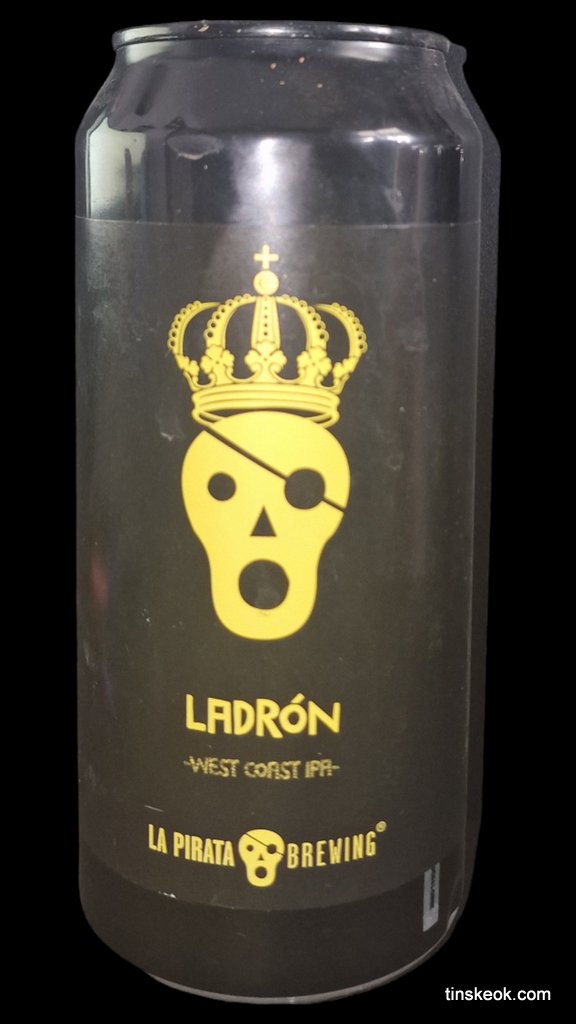 LADRÓN
-WEST COAST IPA-
LA PIRATA BREWING®
tinskeok.com